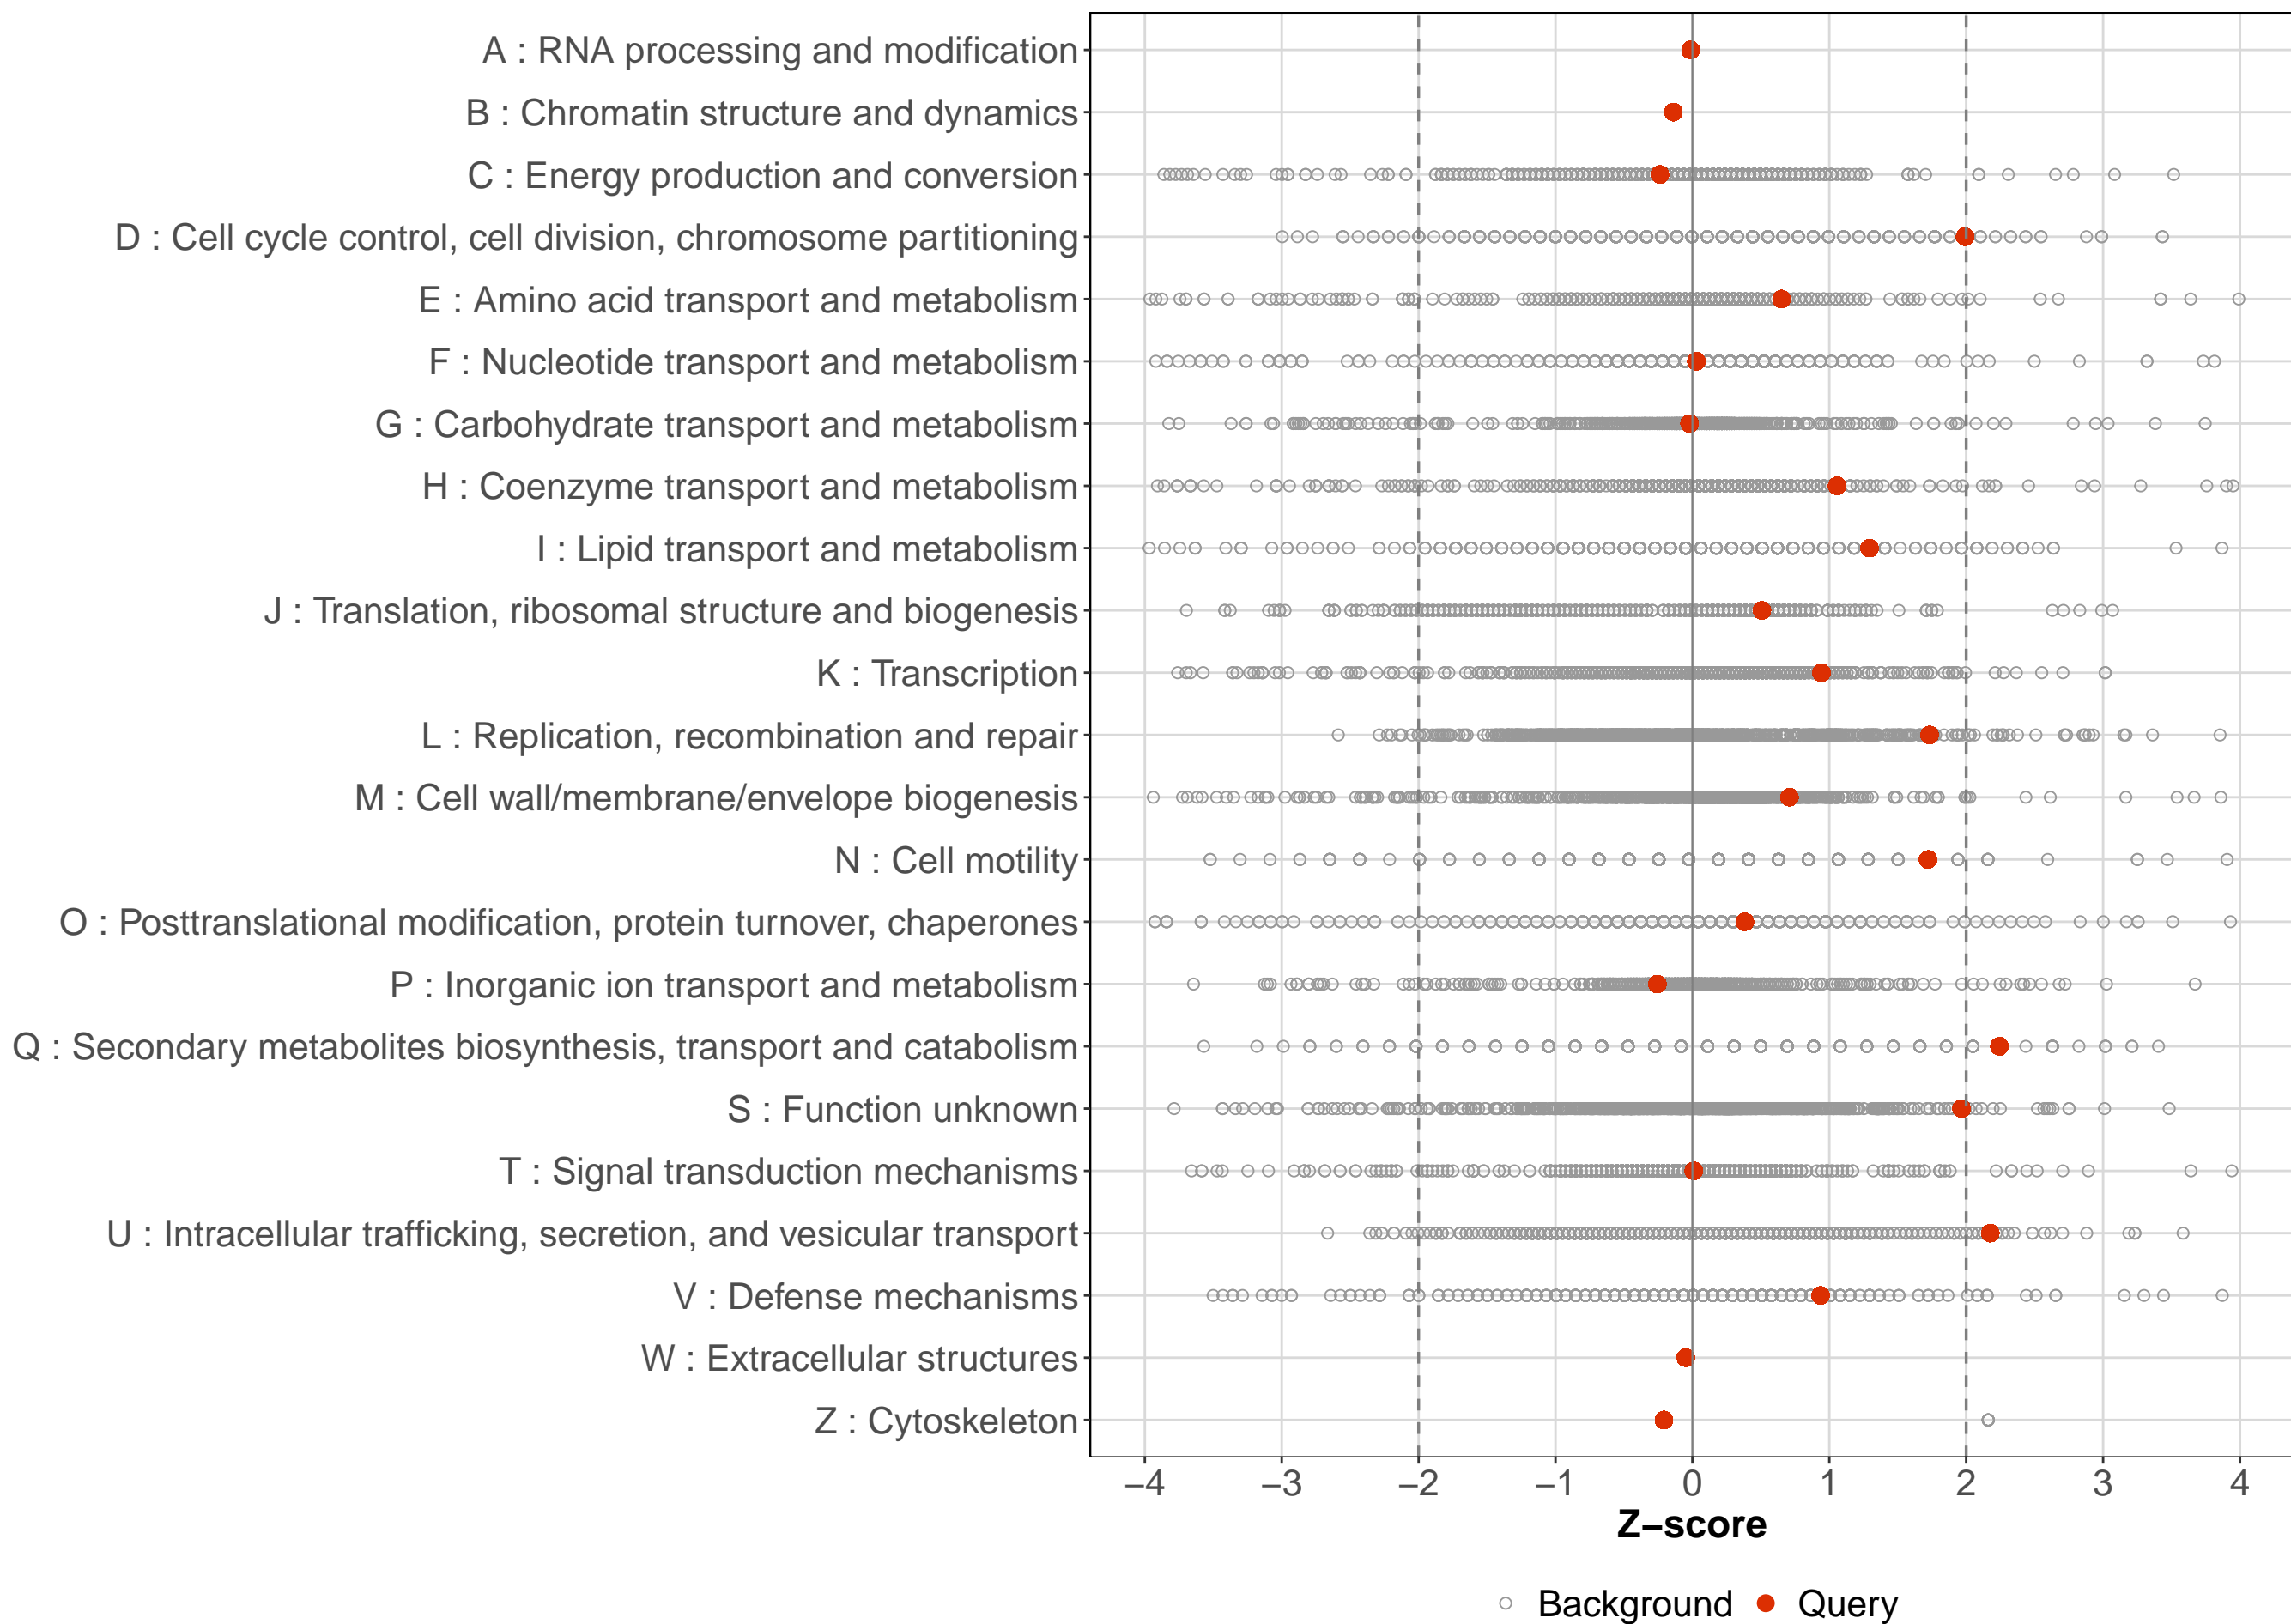 A : RNA processing and modification
B : Chromatin structure and dynamics
C : Energy production and conversion
D : Cell cycle control, cell division, chromosome partitioning
E : Amino acid transport and metabolism
F : Nucleotide transport and metabolism
G : Carbohydrate transport and metabolism
H : Coenzyme transport and metabolism
I : Lipid transport and metabolism
J : Translation, ribosomal structure and biogenesis
K : Transcription
L : Replication, recombination and repair
M : Cell wall/membrane/envelope biogenesis
N : Cell motility
O : Posttranslational modification, protein turnover, chaperones
P : Inorganic ion transport and metabolism
Q : Secondary metabolites biosynthesis, transport and catabolism
S : Function unknown
T : Signal transduction mechanisms
U : Intracellular trafficking, secretion, and vesicular transport
V : Defense mechanisms
W : Extracellular structures
Z : Cytoskeleton
−4 −3 −2 −1 0 1 2 3 4
Z−score
Background Query